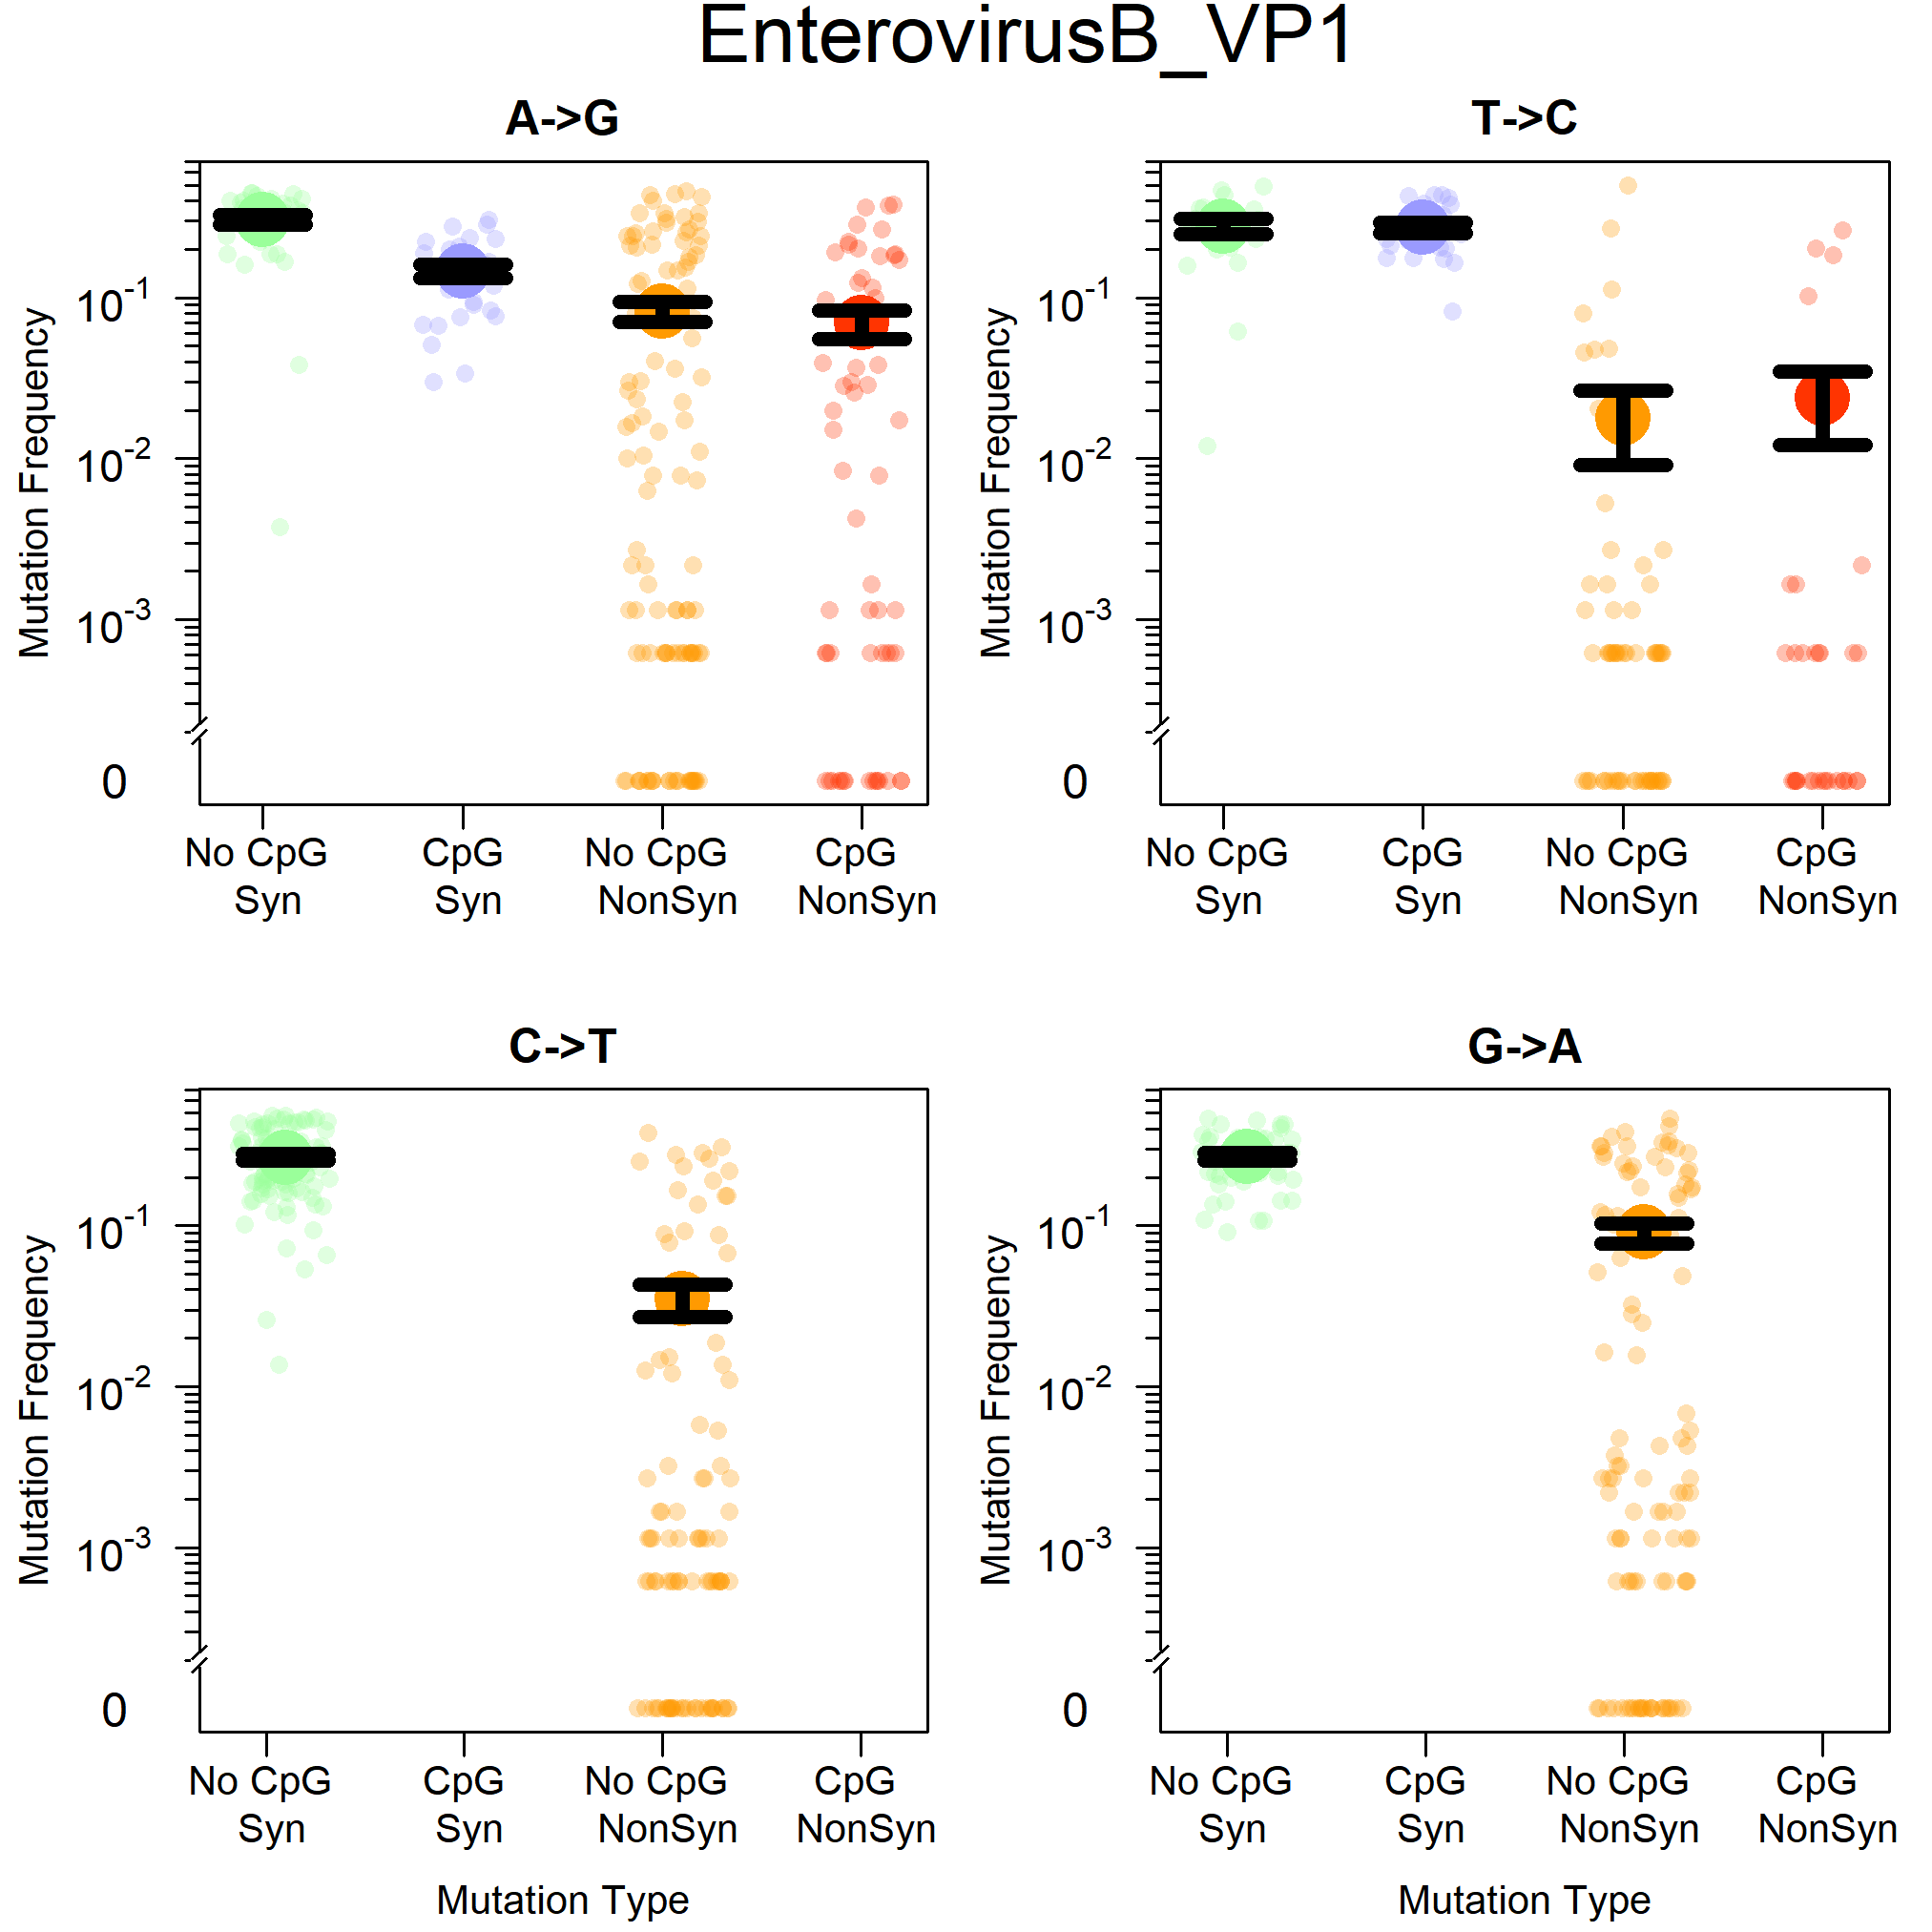 EnterovirusB_VP1
A->G
Mutation Frequency
10-1
10-2
10-3
0
No CpG Syn
CpG Syn
No CpG NonSyn
CpG NonSyn
T->C
Mutation Frequency
10-1
10-2
10-3
0
No CpG Syn
CpG Syn
No CpG NonSyn
CpG NonSyn
C->T
Mutation Frequency
10-1
10-2
10-3
0
No CpG Syn
CpG Syn
No CpG NonSyn
CpG NonSyn
Mutation Type
G->A
Mutation Frequency
10-1
10-2
10-3
0
No CpG Syn
CpG Syn
No CpG NonSyn
CpG NonSyn
Mutation Type